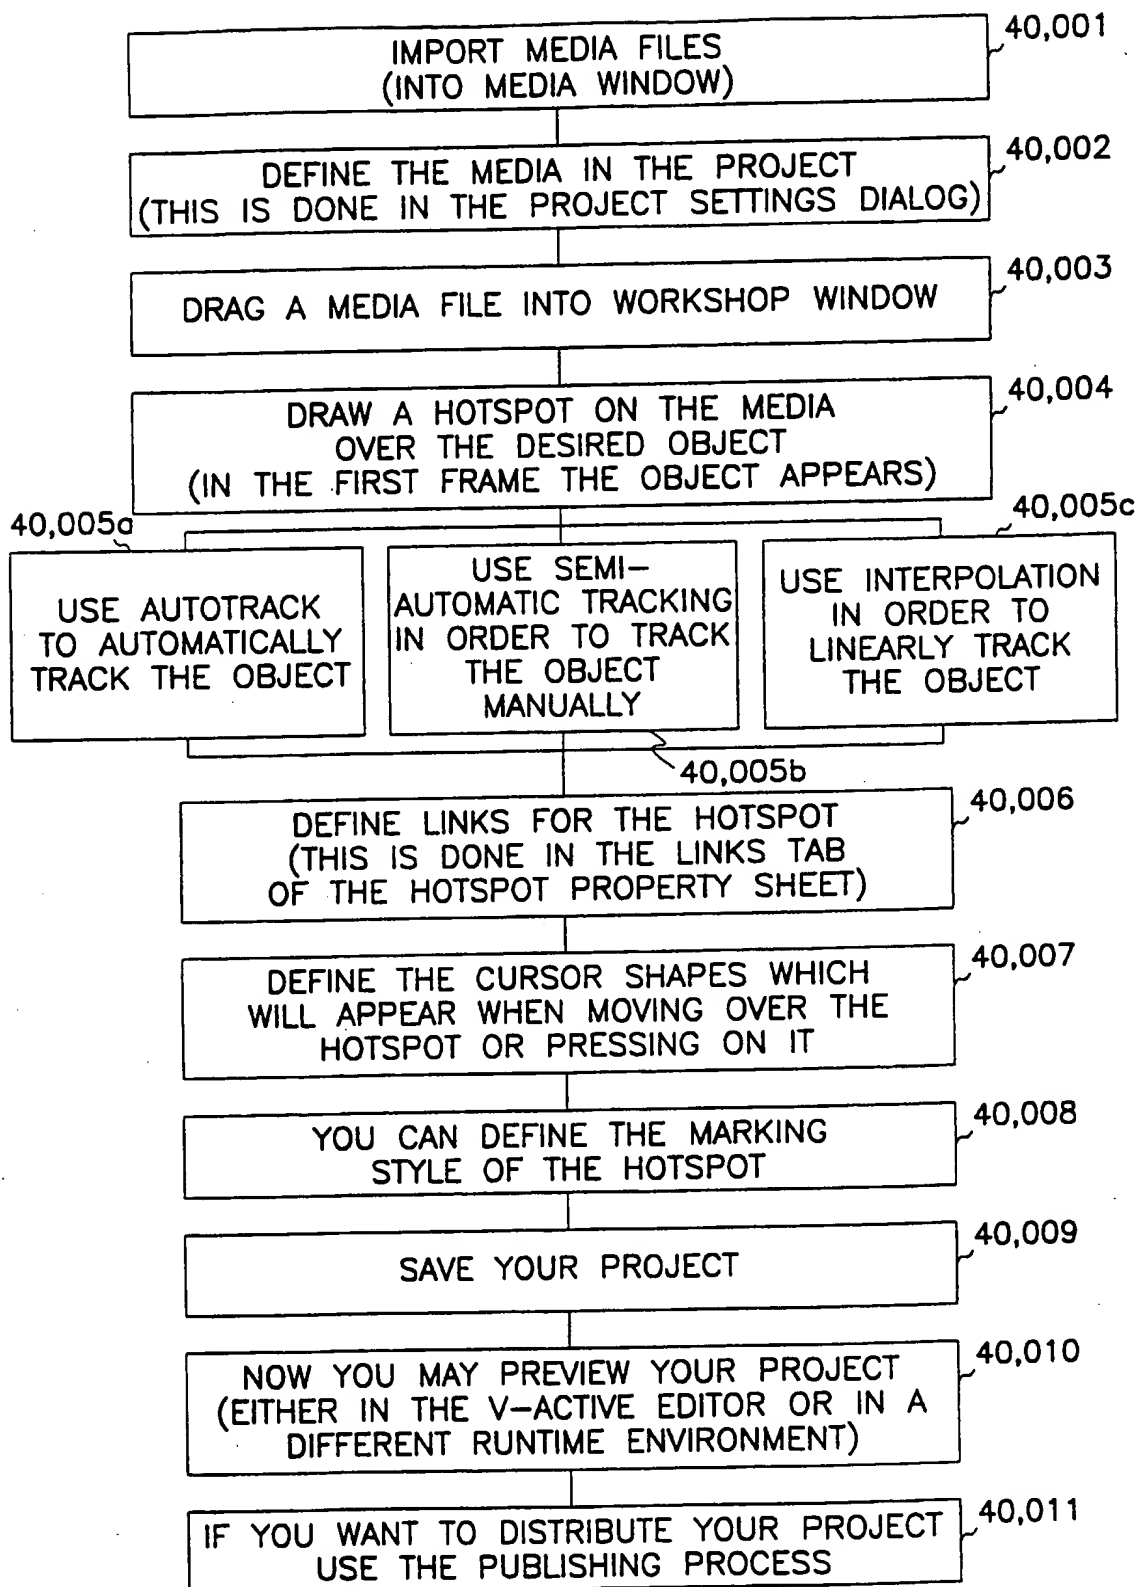 40,001
IMPORT MEDIA FILES
(INTO MEDIA WINDOW)
40,002
DEFINE THE MEDIA IN THE PROJECT
(THIS IS DONE IN THE PROJECT SETTINGS DIALOG)
40,003
DRAG A MEDIA FILE INTO WORKSHOP WINDOW
40,004
DRAW A HOTSPOT ON THE MEDIA
OVER THE DESIRED OBJECT
(IN THE FIRST FRAME THE OBJECT APPEARS)
40,005a
USE AUTOTRACK
TO AUTOMATICALLY
TRACK THE OBJECT
USE SEMI-
AUTOMATIC TRACKING
IN ORDER TO TRACK
THE OBJECT
MANUALLY
40,005b
40,005c
USE INTERPOLATION
IN ORDER TO
LINEARLY TRACK
THE OBJECT
40,006
DEFINE LINKS FOR THE HOTSPOT
(THIS IS DONE IN THE LINKS TAB
OF THE HOTSPOT PROPERTY SHEET)
40,007
DEFINE THE CURSOR SHAPES WHICH
WILL APPEAR WHEN MOVING OVER THE
HOTSPOT OR PRESSING ON IT
40,008
YOU CAN DEFINE THE MARKING
STYLE OF THE HOTSPOT
40,009
SAVE YOUR PROJECT
40,010
NOW YOU MAY PREVIEW YOUR PROJECT
(EITHER IN THE V-ACTIVE EDITOR OR IN A
DIFFERENT RUNTIME ENVIRONMENT)
40,011
IF YOU WANT TO DISTRIBUTE YOUR PROJECT
USE THE PUBLISHING PROCESS